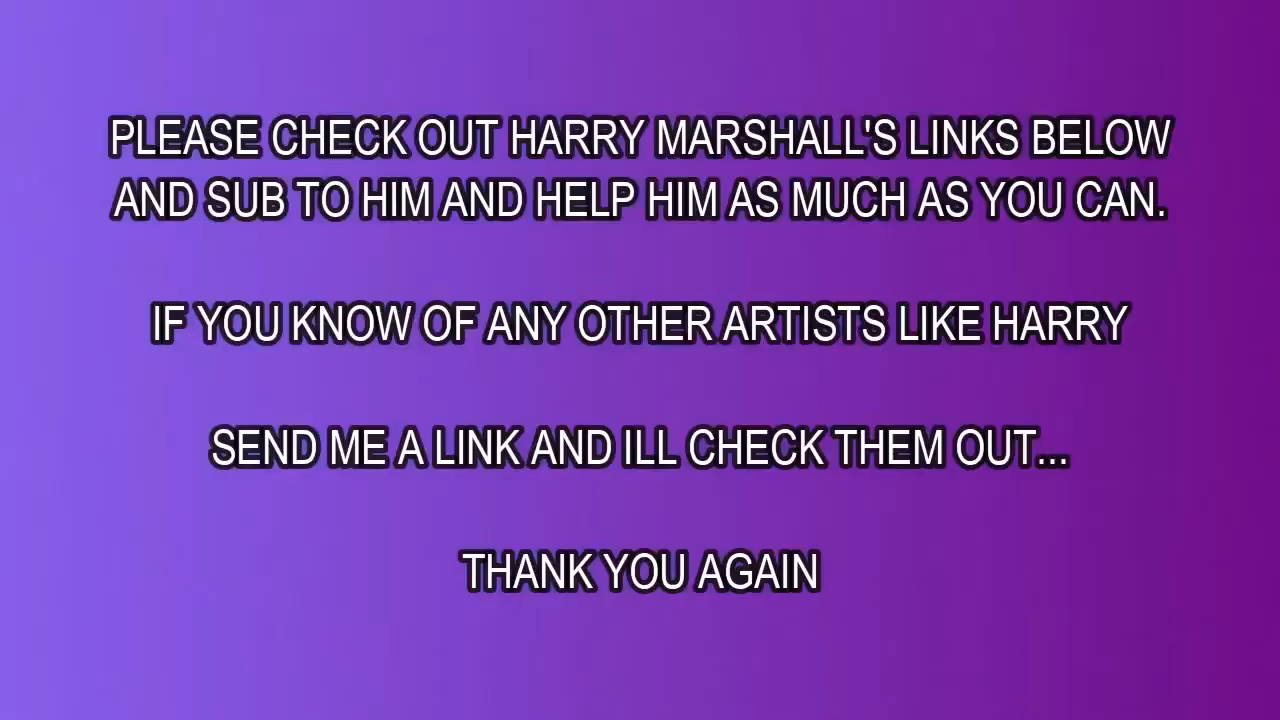 PLEASE CHECK OUT HARRY MARSHALL'S LINKS BELOW
AND SUB TO HIM AND HELP HIM AS MUCH AS YOU CAN.
IF YOU KNOW OF ANY OTHER ARTISTS LIKE HARRY
SEND ME A LINK AND ILL CHECK THEM OUT...
THANK YOU AGAIN